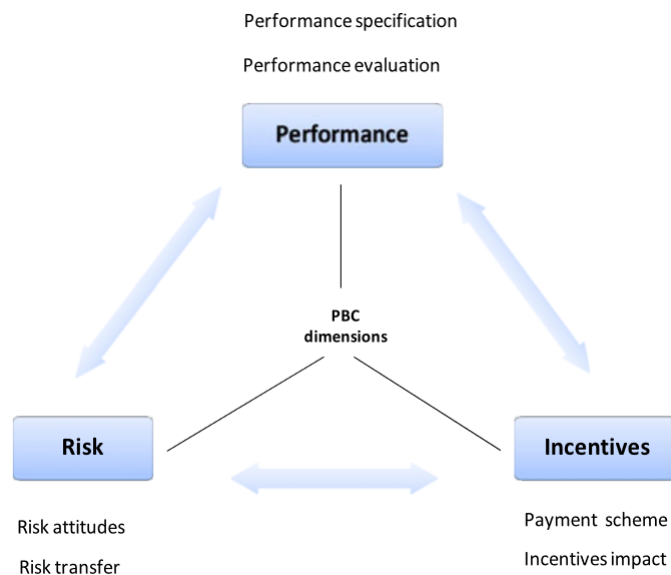 Performance specification
Performance evaluation
Performance
PBC
dimensions
Risk
Incentives
Risk attitudes
Risk transfer
Payment scheme
Incentives impact